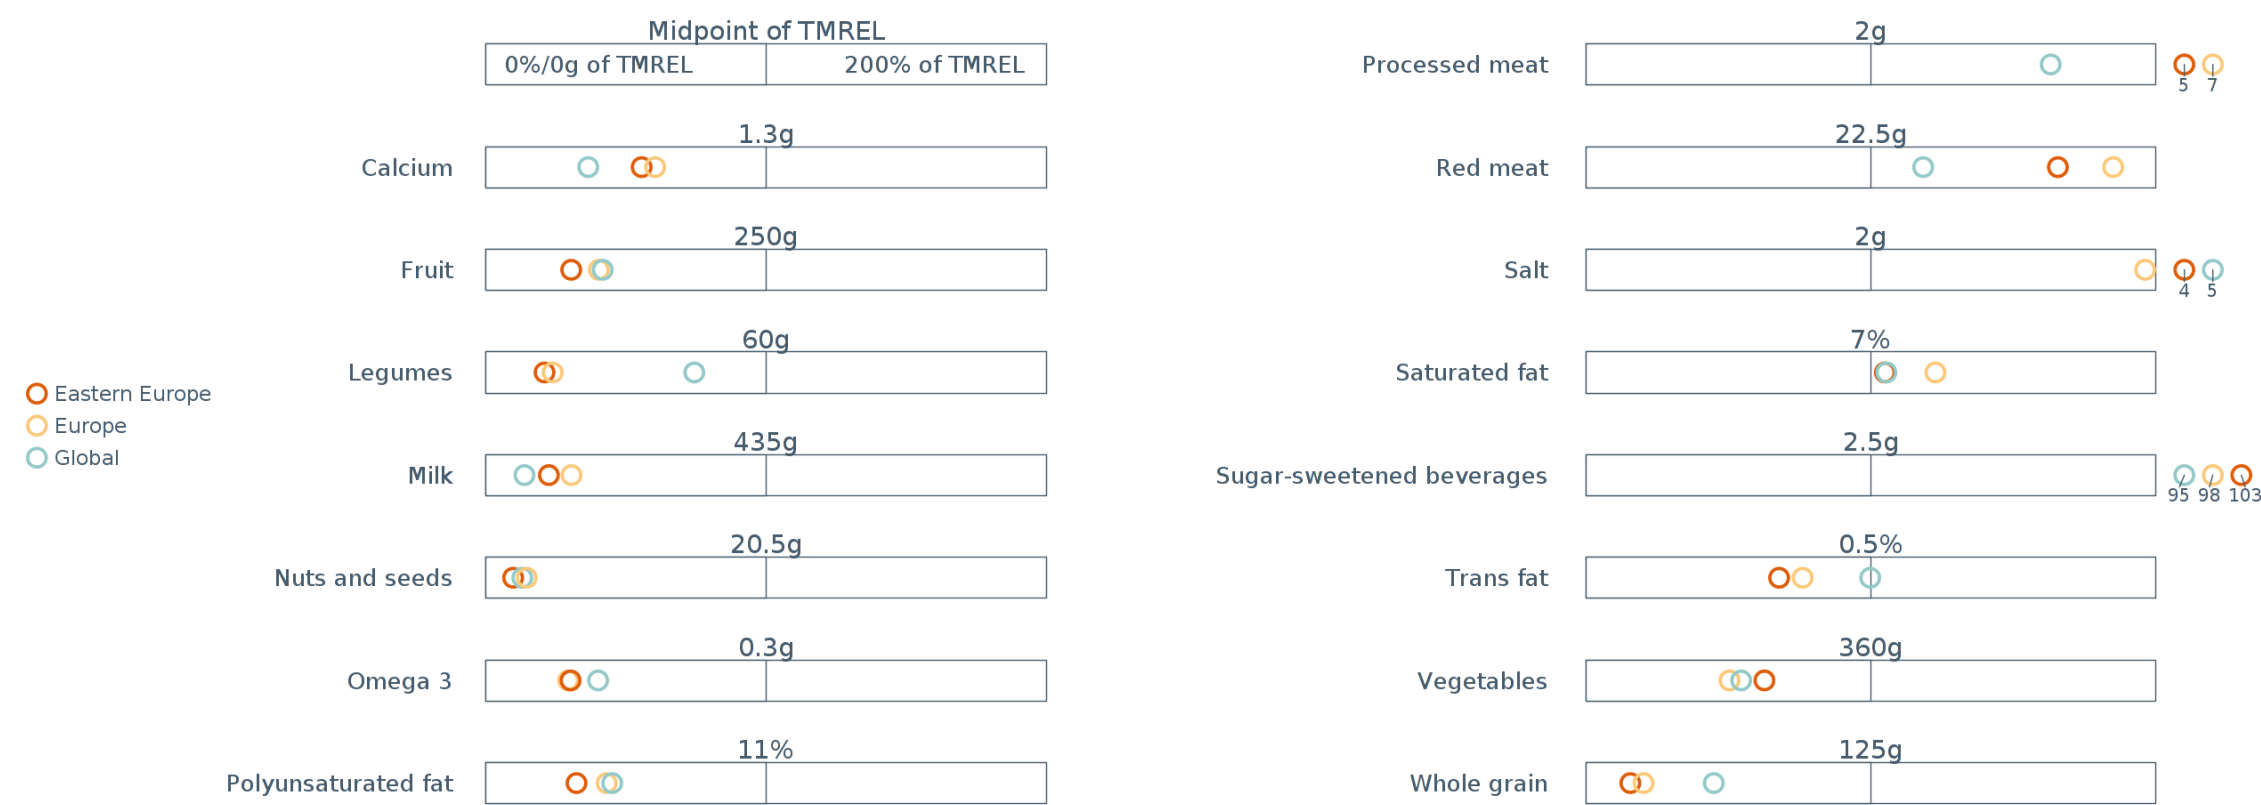 Midpoint of TMREL
0%/0g of TMREL
200% of TMREL
1.3g
Calcium
250g
Fruit
60g
Legumes
Eastern Europe
Europe
Global
435g
Milk
20.5g
Nuts and seeds
0.3g
Omega 3
11%
Polyunsaturated fat
2g
Processed meat
5 7
22.5g
Red meat
2g
Salt
4 5
7%
Saturated fat
2.5g
Sugar-sweetened beverages
95 98 103
0.5%
Trans fat
360g
Vegetables
125g
Whole grain